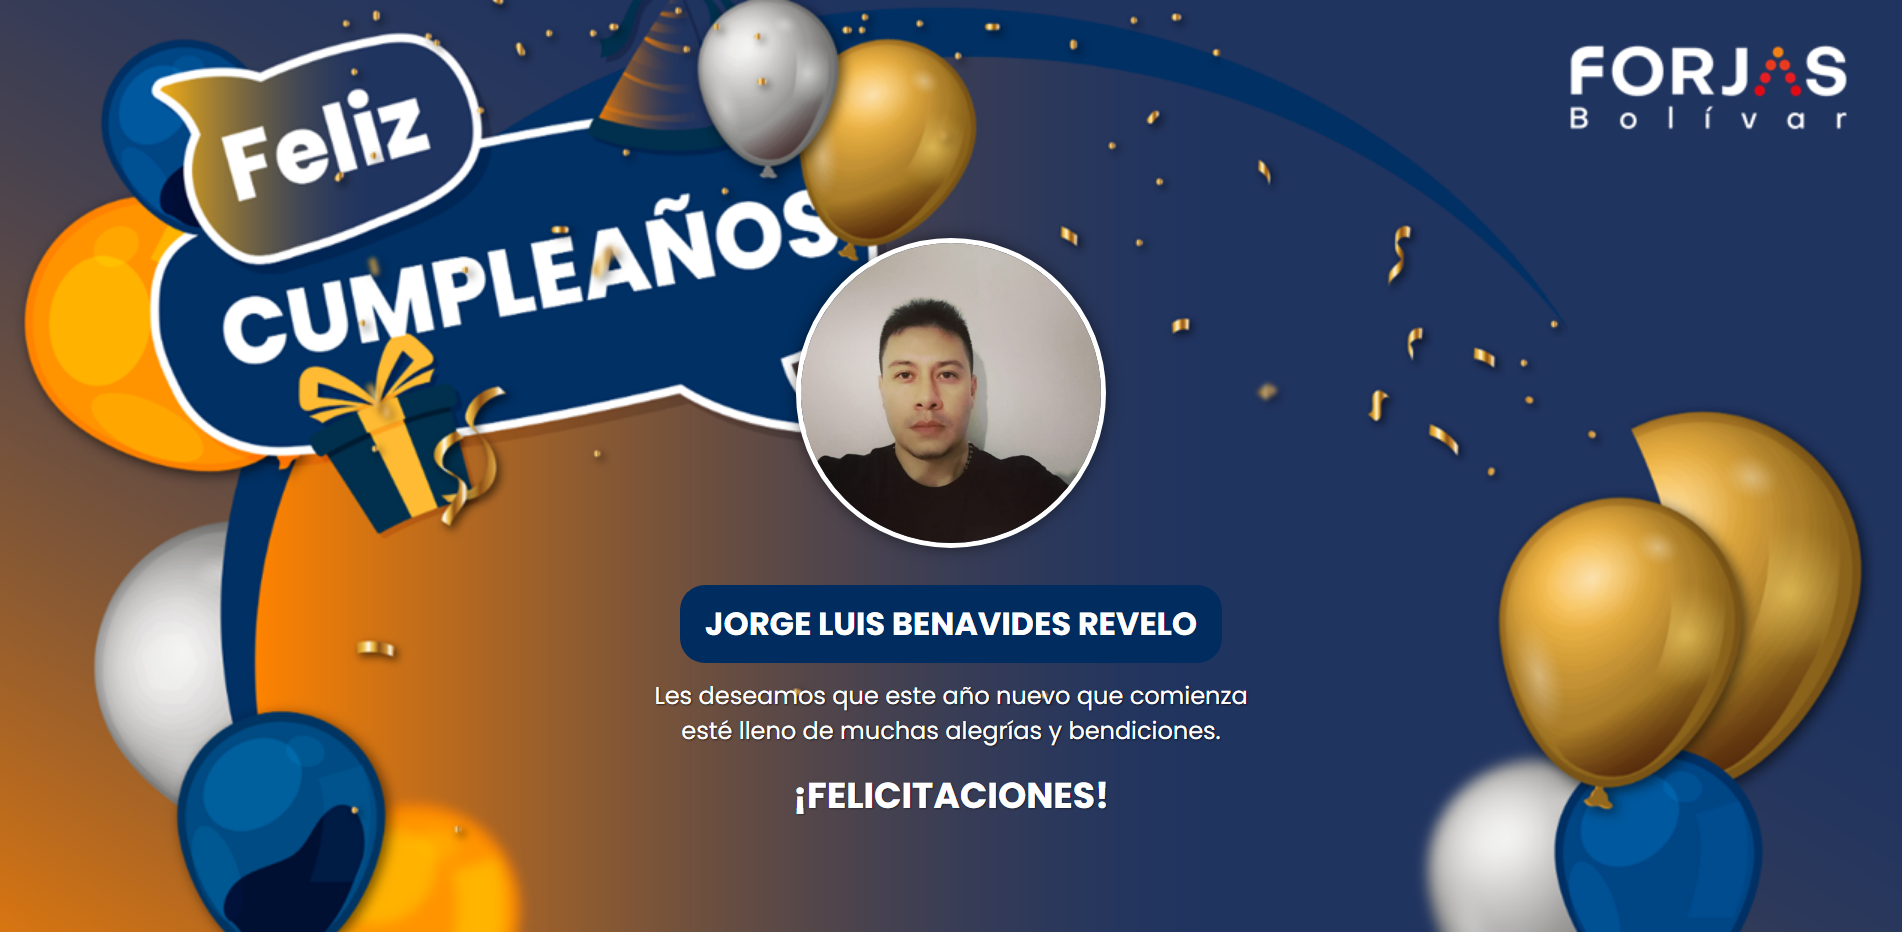 Feliz
CUMPLEAÑOS
FORJAS
Bolívar
JORGE LUIS BENAVIDES REVELO
Les deseamos que este año nuevo que comienza
esté lleno de muchas alegrías y bendiciones.
¡FELICITACIONES!